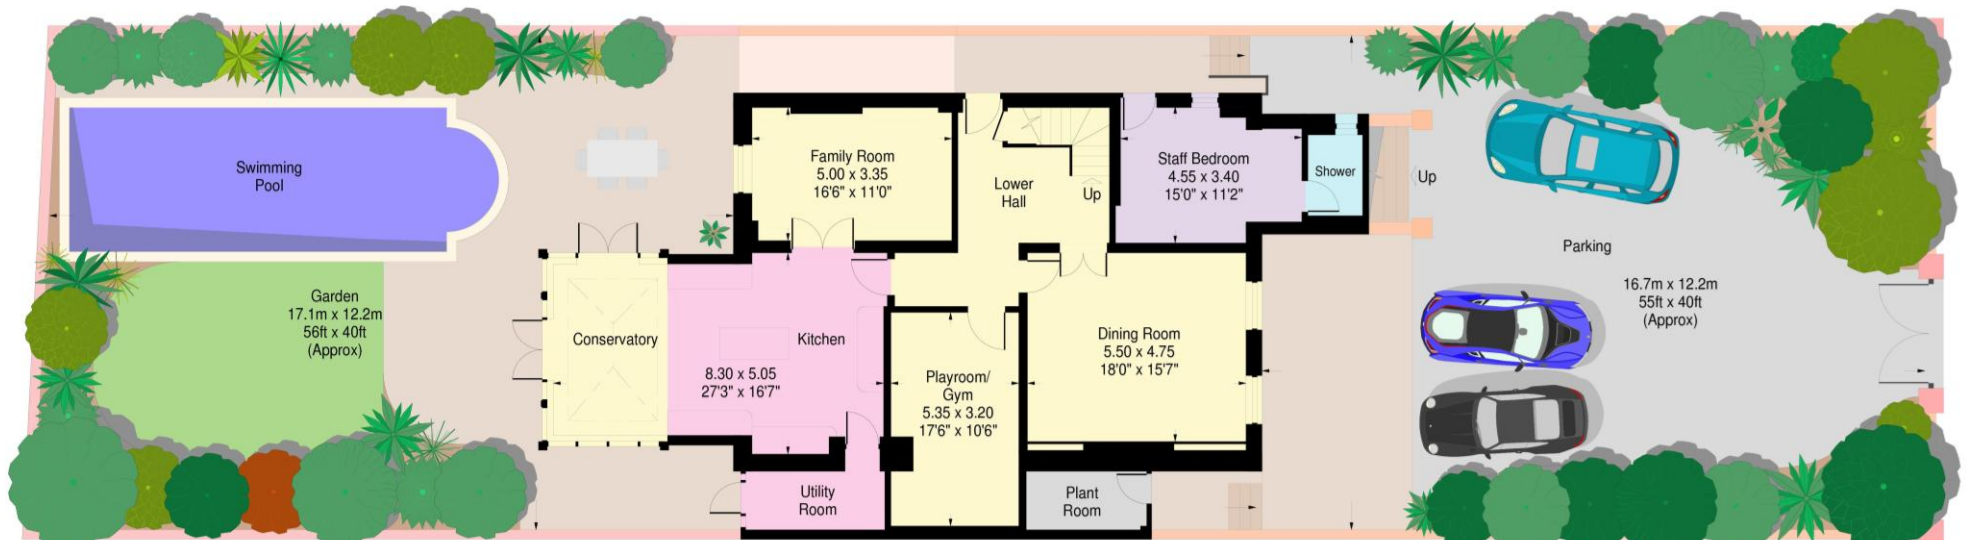 Swimming
Pool
Garden
17.1m x 12.2m
56ft x 40ft
(Approx)
Conservatory
Kitchen
8.30 x 5.05
27'3" x 16'7"
Family Room
5.00 x 3.35
16'6" x 11'0"
Utility
Room
Lower
Hall
Up
Playroom/
Gym
5.35 x 3.20
17'6" x 10'6"
Staff Bedroom
4.55 x 3.40
15'0" x 11'2"
Shower
Dining Room
5.50 x 4.75
18'0" x 15'7"
Plant
Room
Up
Parking
16.7m x 12.2m
55ft x 40ft
(Approx)